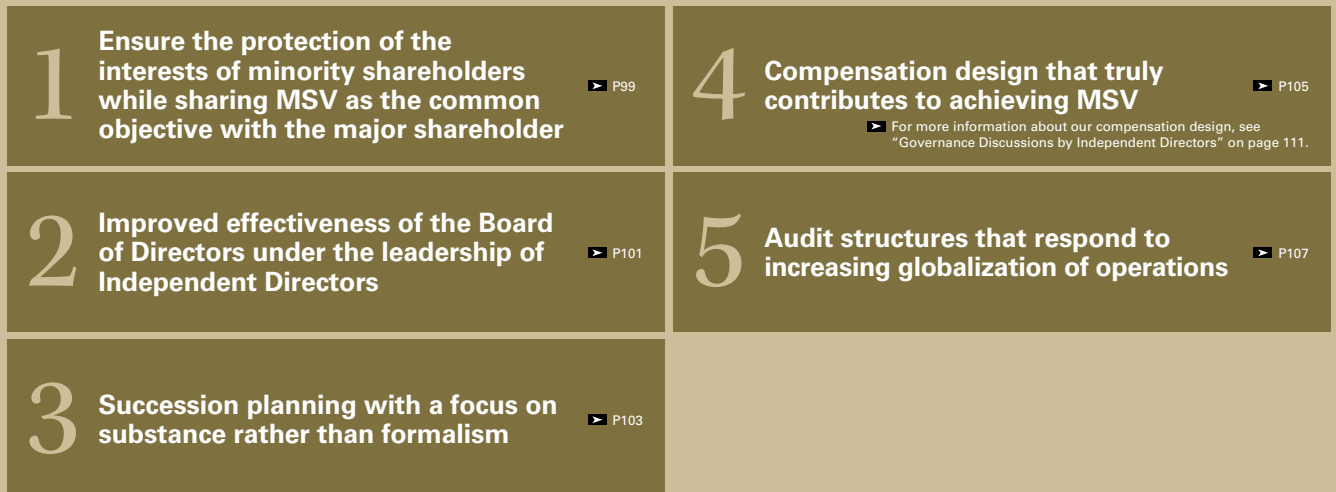 1
Ensure the protection of the
interests of minority shareholders
while sharing MSV as the common
objective with the major shareholder
P99
2
Improved effectiveness of the Board
of Directors under the leadership of
Independent Directors
P101
3
Succession planning with a focus on
substance rather than formalism
P103
4
Compensation design that truly
contributes to achieving MSV
P105
For more information about our compensation design, see
“Governance Discussions by Independent Directors” on page 111.
5
Audit structures that respond to
increasing globalization of operations
P107